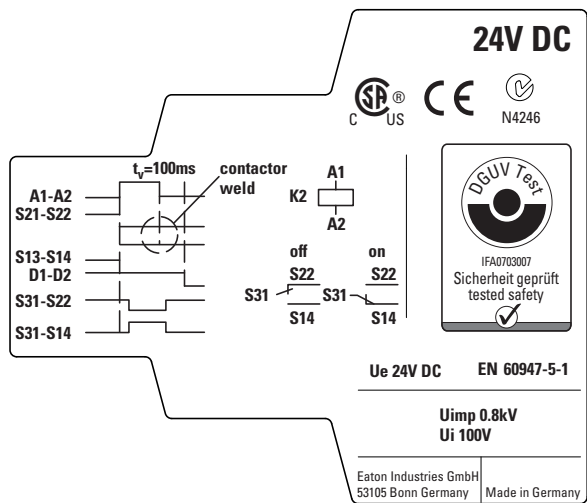 24V DC
SA ®
C US
CE
N4246
tv=100ms
contactor
weld
A1-A2
S21-S22
S13-S14
D1-D2
S31-S22
S31-S14
A1
K2
A2
off on
S22 S22
S31 S31
S14 S14
DGUV Test
IFA0703007
Sicherheit geprüft
tested safety
Ue 24V DC EN 60947-5-1
Uimp 0.8kV
Ui 100V
Eaton Industries GmbH
53105 Bonn Germany
Made in Germany